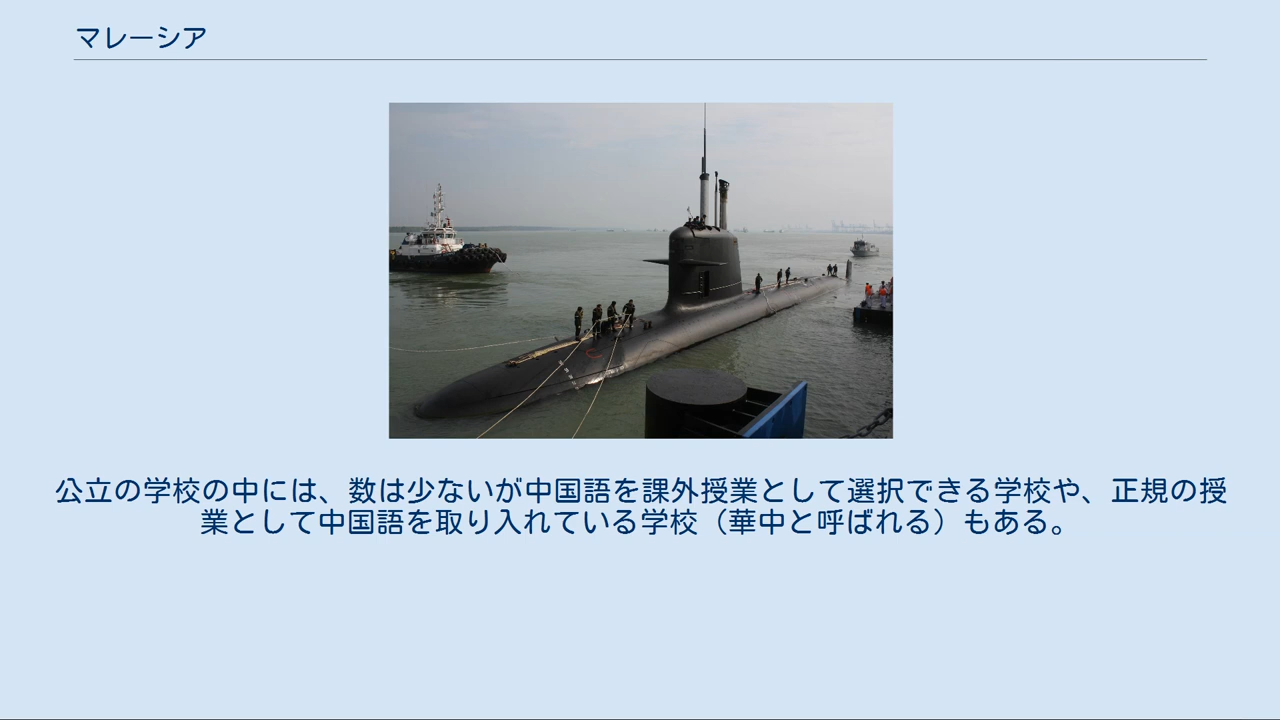 マレーシア
公立の学校の中には、数は少ないが中国語を課外授業として選択できる学校や、正規の授
業として中国語を取り入れている学校（華中と呼ばれる）もある。